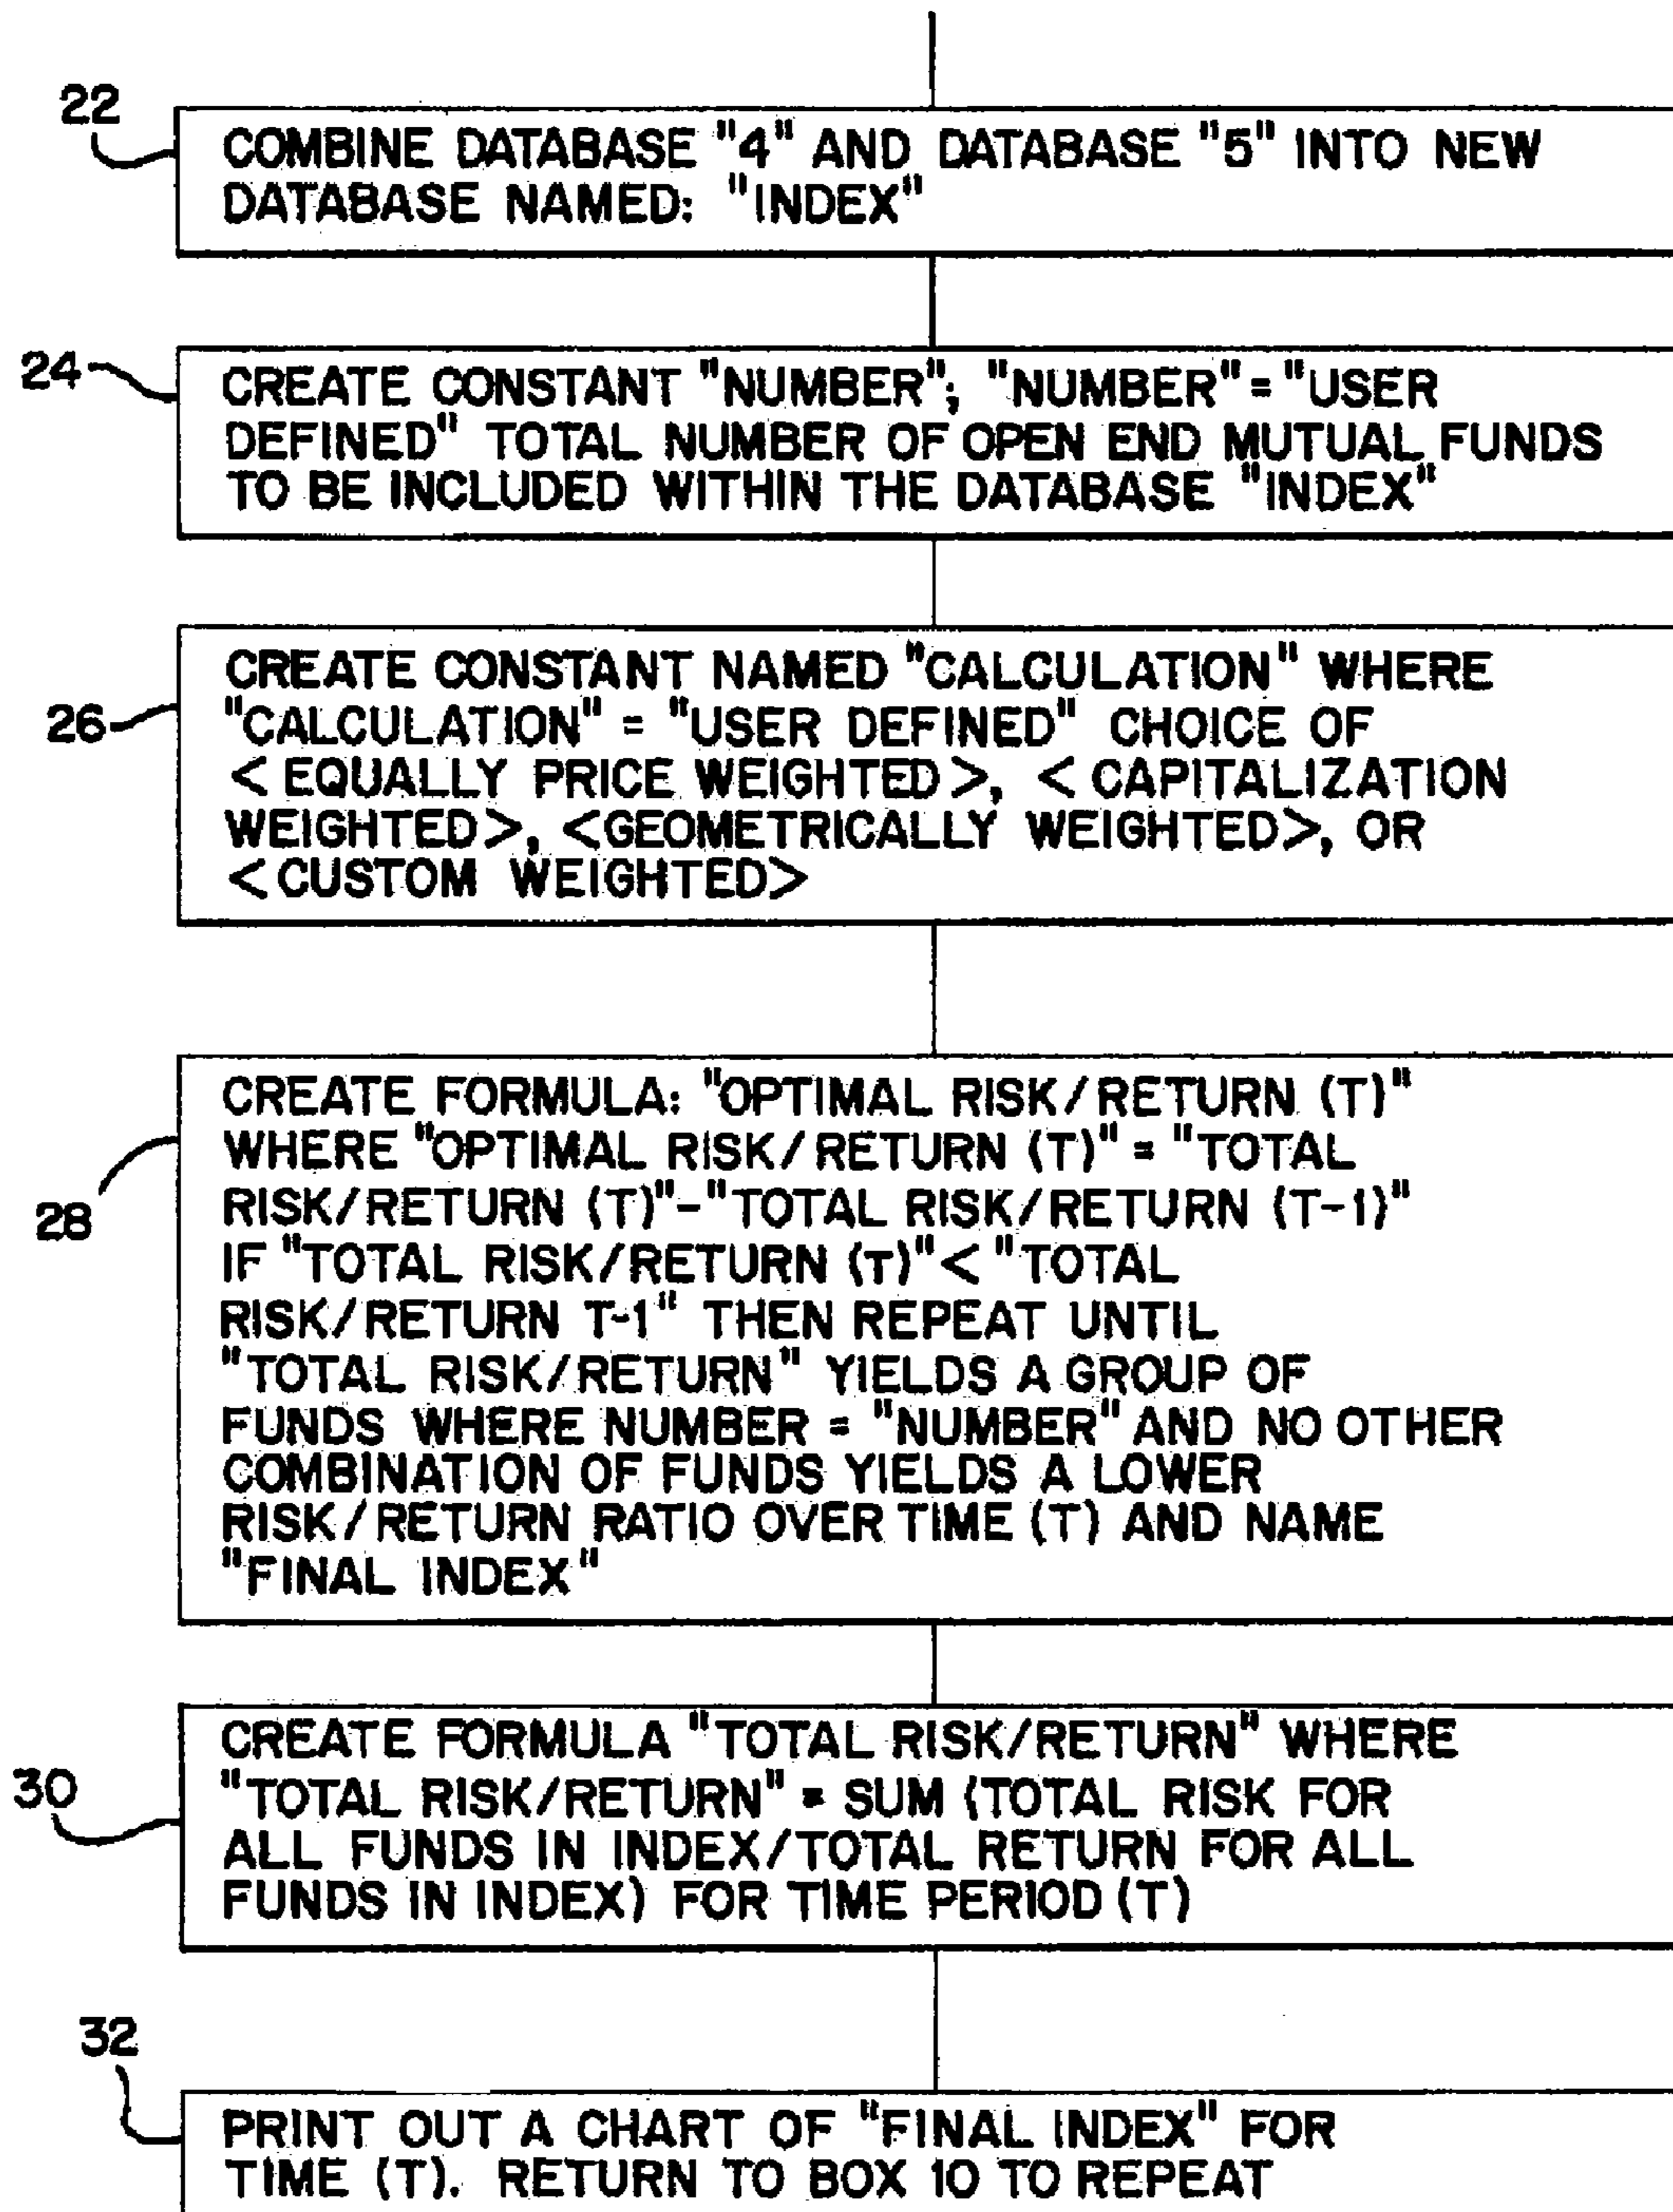 22
COMBINE DATABASE "4" AND DATABASE "5" INTO NEW
DATABASE NAMED: "INDEX"
24
CREATE CONSTANT "NUMBER"; "NUMBER"="USER
DEFINED" TOTAL NUMBER OF OPEN END MUTUAL FUNDS
TO BE INCLUDED WITHIN THE DATABASE "INDEX"
26
CREATE CONSTANT NAMED "CALCULATION" WHERE
"CALCULATION" = "USER DEFINED" CHOICE OF
<EQUALLY PRICE WEIGHTED>, <CAPITALIZATION
WEIGHTED>, <GEOMETRICALLY WEIGHTED>, OR
<CUSTOM WEIGHTED>
28
CREATE FORMULA: "OPTIMAL RISK/RETURN (T)"
WHERE "OPTIMAL RISK/RETURN (T)" = "TOTAL
RISK/RETURN (T)"-"TOTAL RISK/RETURN (T-1)"
IF "TOTAL RISK/RETURN (T)"< "TOTAL
RISK/RETURN T-1" THEN REPEAT UNTIL
"TOTAL RISK/RETURN" YIELDS A GROUP OF
FUNDS WHERE NUMBER = "NUMBER" AND NO OTHER
COMBINATION OF FUNDS YIELDS A LOWER
RISK/RETURN RATIO OVER TIME (T) AND NAME
"FINAL INDEX"
30
CREATE FORMULA "TOTAL RISK/RETURN" WHERE
"TOTAL RISK/RETURN" = SUM (TOTAL RISK FOR
ALL FUNDS IN INDEX/TOTAL RETURN FOR ALL
FUNDS IN INDEX) FOR TIME PERIOD (T)
32
PRINT OUT A CHART OF "FINAL INDEX" FOR
TIME (T). RETURN TO BOX 10 TO REPEAT